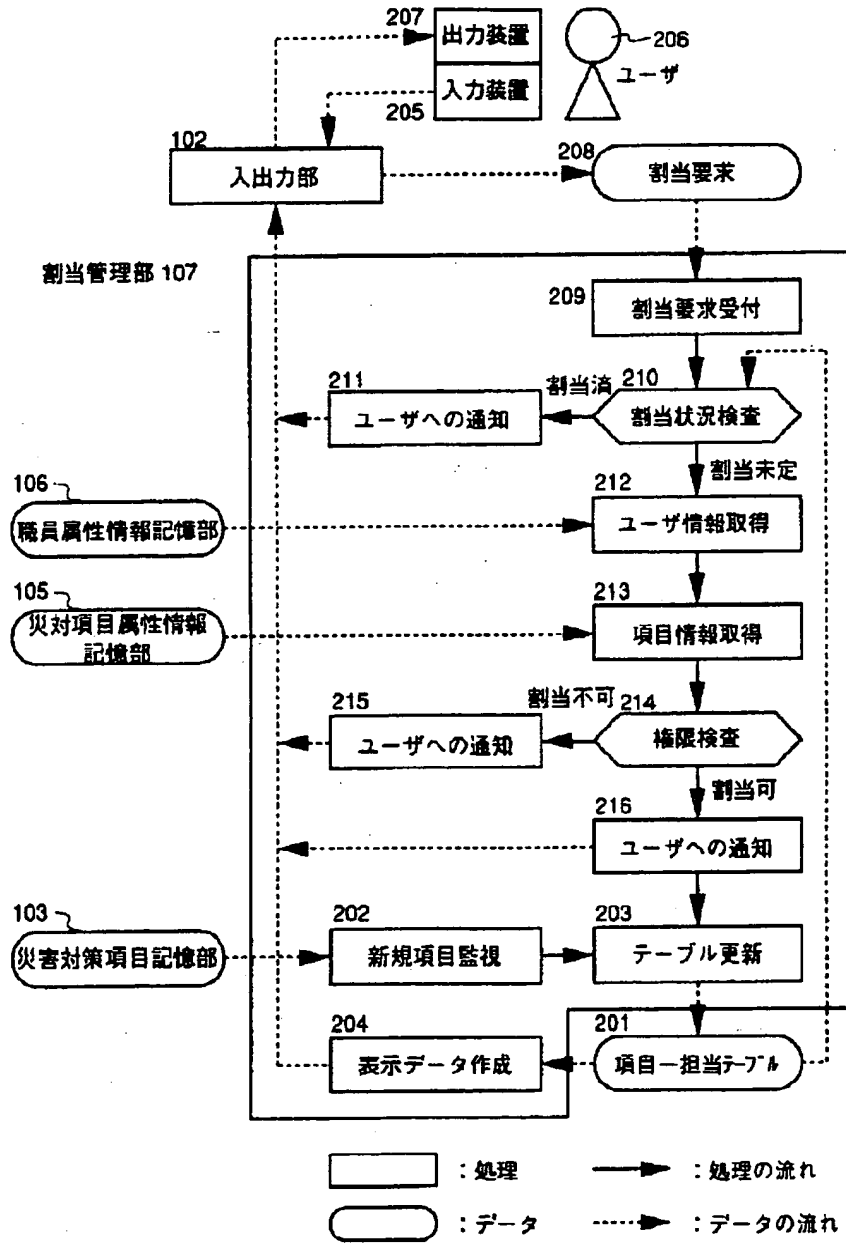 207
出力装置
206
ユーザ
入力装置
205
102
入出力部
208
割当要求
割当管理部 107
209
割当要求受付
211
割当済
210
ユーザへの通知
割当状況検査
割当未定
106
212
職員属性情報記憶部
ユーザ情報取得
105
213
災対項目属性情報
記憶部
項目情報取得
215
割当不可
214
ユーザへの通知
権限検査
割当可
216
ユーザへの通知
103
202
203
災害対策項目記憶部
新規項目監視
テーブル更新
204
201
表示データ作成
項目ー担当テーブル
:処理
:処理の流れ
:データ
:データの流れ